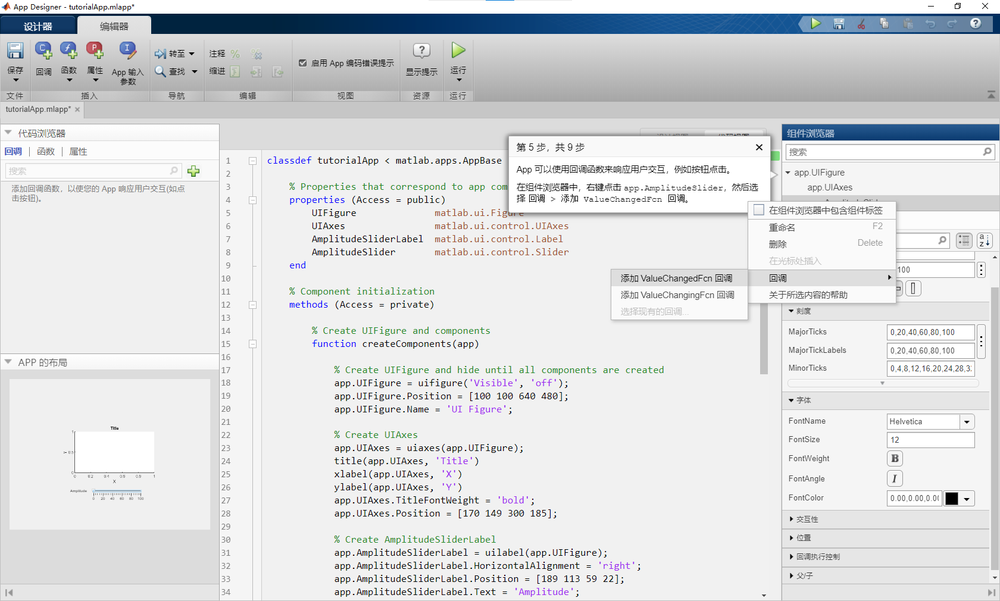 App Designer - tutorialApp.mlapp*
设计器
编辑器
保存
回调
函数
属性
App 输入
参数
转至
查找
注释
缩进
启用 App 编码错误提示
显示提示
运行
文件
插入
导航
编辑
视图
资源
运行
tutorialApp.mlapp*
代码浏览器
回调
函数
属性
搜索
添加回调函数，以使您的 App 响应用户交互(如点
击按钮)。
APP 的布局
Title
1
0.5
0
Y
0 0.2 0.4 0.6 0.8 1
X
Amplitude
0 20 40 60 80 100
1 classdef tutorialApp < matlab.apps.AppBase
2
3 % Properties that correspond to app com
4 properties (Access = public)
5 UIFigure matlab.ui.Figure
6 UIAxes matlab.ui.control.UIAxes
7 AmplitudeSliderLabel matlab.ui.control.Label
8 AmplitudeSlider matlab.ui.control.Slider
9 end
10
11 % Component initialization
12 methods (Access = private)
13
14 % Create UIFigure and components
15 function createComponents(app)
16
17 % Create UIFigure and hide until all components are created
18 app.UIFigure = uifigure('Visible', 'off');
19 app.UIFigure.Position = [100 100 640 480];
20 app.UIFigure.Name = 'UI Figure';
21
22 % Create UIAxes
23 app.UIAxes = uiaxes(app.UIFigure);
24 title(app.UIAxes, 'Title')
25 xlabel(app.UIAxes, 'X')
26 ylabel(app.UIAxes, 'Y')
27 app.UIAxes.TitleFontWeight = 'bold';
28 app.UIAxes.Position = [170 149 300 185];
29
30 % Create AmplitudeSliderLabel
31 app.AmplitudeSliderLabel = uilabel(app.UIFigure);
32 app.AmplitudeSliderLabel.HorizontalAlignment = 'right';
33 app.AmplitudeSliderLabel.Position = [189 113 59 22];
34 app.AmplitudeSliderLabel.Text = 'Amplitude';
第 5 步，共 9 步
App 可以使用回调函数来响应用户交互，例如按钮点击。
在组件浏览器中，右键点击 app.AmplitudeSlider，然后选
择 回调 > 添加 ValueChangedFcn 回调。
在组件浏览器中包含组件标签
重命名 F2
删除 Delete
在光标处插入
回调
关于所选内容的帮助
添加 ValueChangedFcn 回调
添加 ValueChangingFcn 回调
选择现有的回调...
组件浏览器
搜索
app.UIFigure
app.UIAxes
100
刻度
MajorTicks 0,20,40,60,80,100
MajorTickLabels 0,20,40,60,80,100
MinorTicks 0,4,8,12,16,20,24,28,3
字体
FontName Helvetica
FontSize 12
FontWeight B
FontAngle I
FontColor 0.00,0.00,0.0
交互性
位置
回调执行控制
父/子